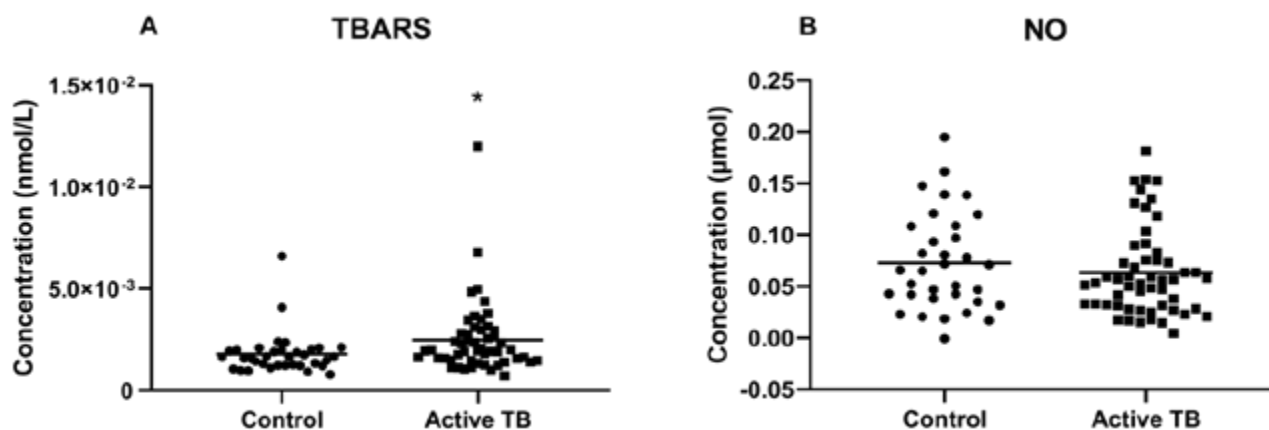 A TBARS
Concentration (nmol/L)
1.5×10⁻²
1.0×10⁻²
5.0×10⁻³
0
*
Control Active TB
B NO
Concentration (µmol)
0.25
0.20
0.15
0.10
0.05
0.00
-0.05
Control Active TB